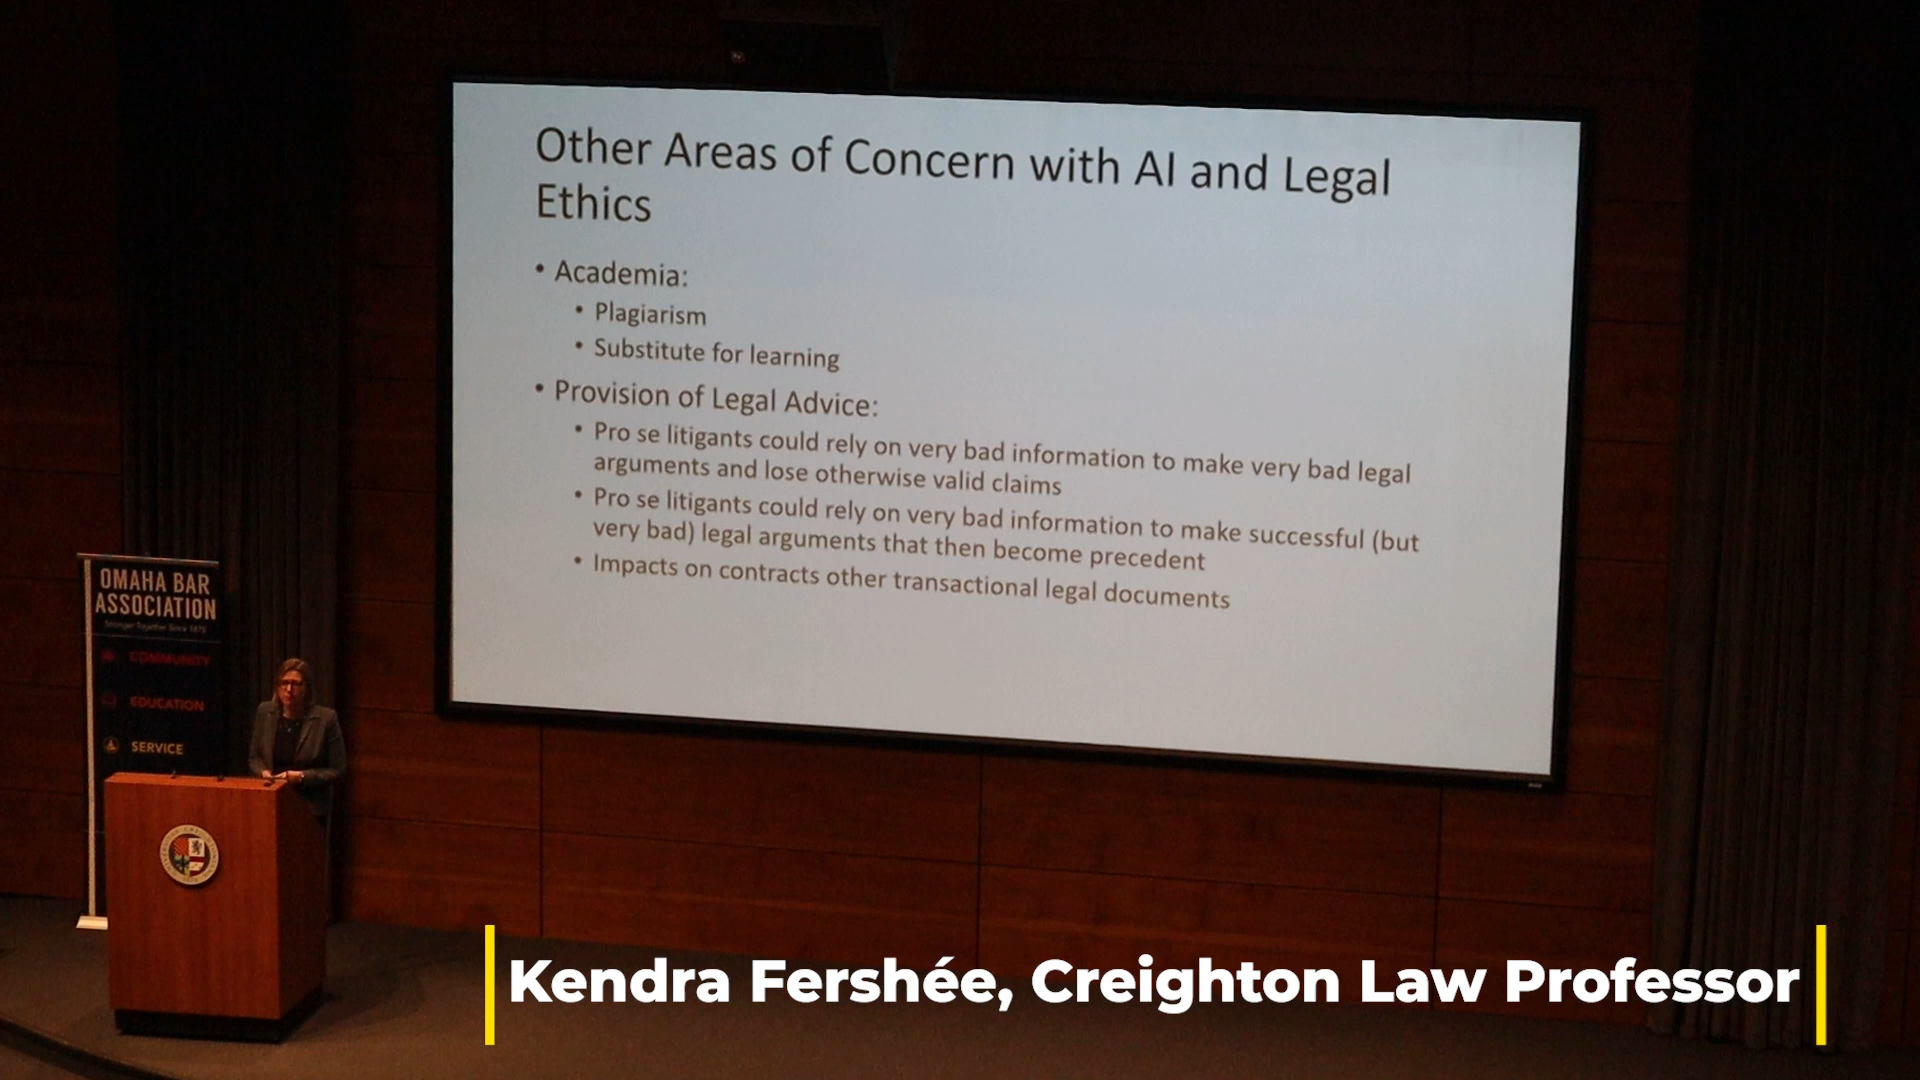 Other Areas of Concern with AI and Legal
Ethics
• Academia:
• Plagiarism
• Substitute for learning
• Provision of Legal Advice:
• Pro se litigants could rely on very bad information to make very bad legal
arguments and lose otherwise valid claims
• Pro se litigants could rely on very bad information to make successful (but
very bad) legal arguments that then become precedent
• Impacts on contracts other transactional legal documents
OMAHA BAR
ASSOCIATION
Stronger Together Since 1875
COMMUNITY
EDUCATION
SERVICE
Kendra Fershée, Creighton Law Professor